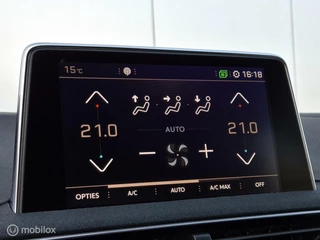 15°C 16:18
21.0 21.0
AUTO
OPTIES A/C AUTO A/C MAX OFF
© mobilox